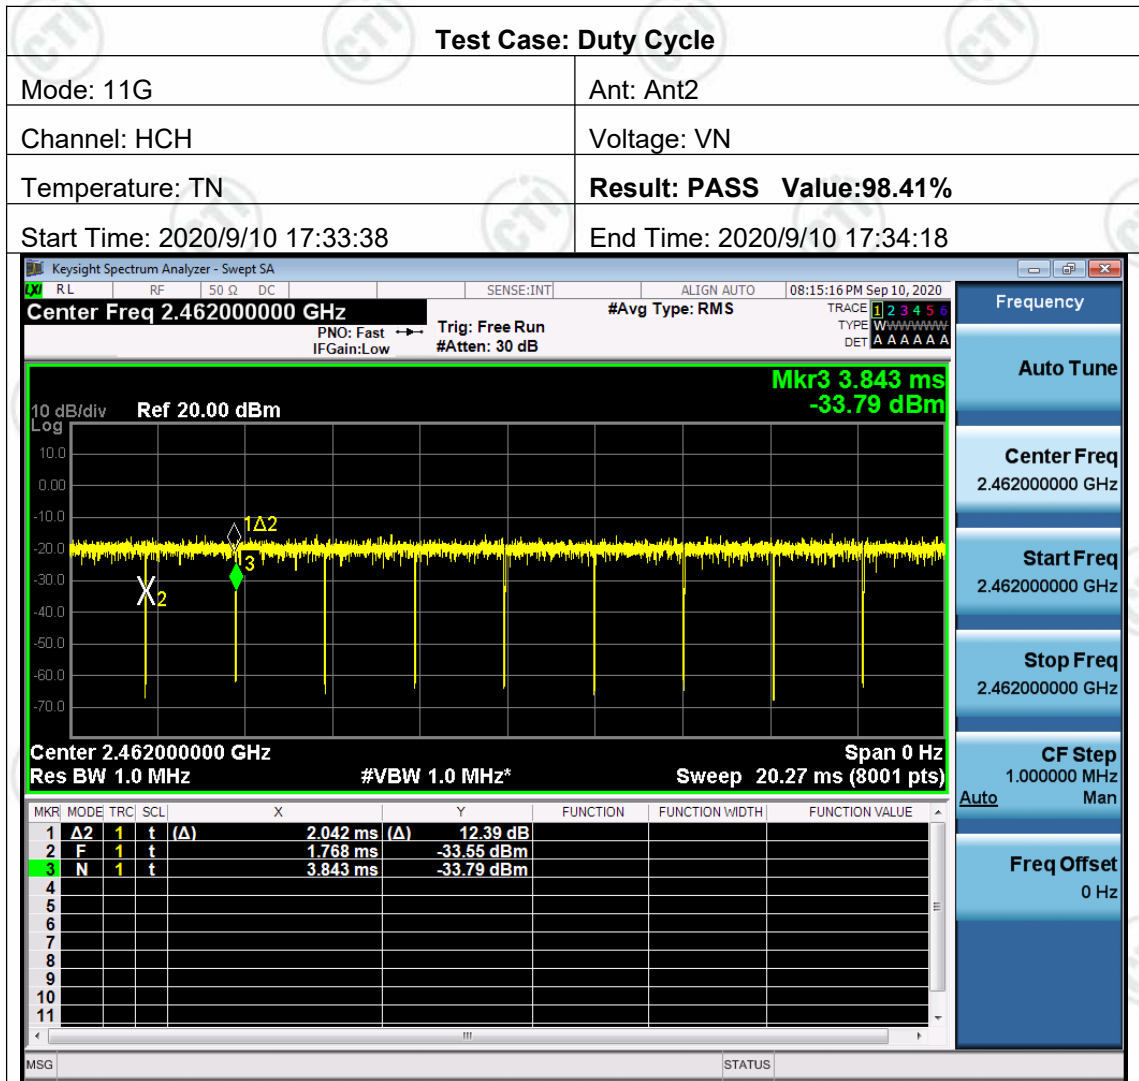 Test Case: Duty Cycle
Mode: 11G Ant: Ant2
Channel: HCH Voltage: VN
Temperature: TN Result: PASS Value:98.41%
Start Time: 2020/9/10 17:33:38 End Time: 2020/9/10 17:34:18
Keysight Spectrum Analyzer - Swept SA
LXI RL RF 50 Ω DC SENSE:INT ALIGN AUTO 08:15:16 PM Sep 10, 2020
Center Freq 2.462000000 GHz #Avg Type: RMS TRACE 1 2 3 4 5 6
PNO: Fast Trig: Free Run TYPE WWWWWW
IFGain:Low #Atten: 30 dB DET A A A A A A
Mkr3 3.843 ms
-33.79 dBm
10 dB/div Ref 20.00 dBm
Log
10.0
0.00
-10.0
1Δ2
-20.0
3
-30.0
2
-40.0
-50.0
-60.0
-70.0
Center 2.462000000 GHz Span 0 Hz
Res BW 1.0 MHz #VBW 1.0 MHz* Sweep 20.27 ms (8001 pts)
MKR MODE TRC SCL X Y FUNCTION FUNCTION WIDTH FUNCTION VALUE
1 Δ2 1 t (Δ) 2.042 ms (Δ) 12.39 dB
2 F 1 t 1.768 ms -33.55 dBm
3 N 1 t 3.843 ms -33.79 dBm
4
5
6
7
8
9
10
11
MSG STATUS
Frequency
Auto Tune
Center Freq
2.462000000 GHz
Start Freq
2.462000000 GHz
Stop Freq
2.462000000 GHz
CF Step
1.000000 MHz
Auto Man
Freq Offset
0 Hz
CTI